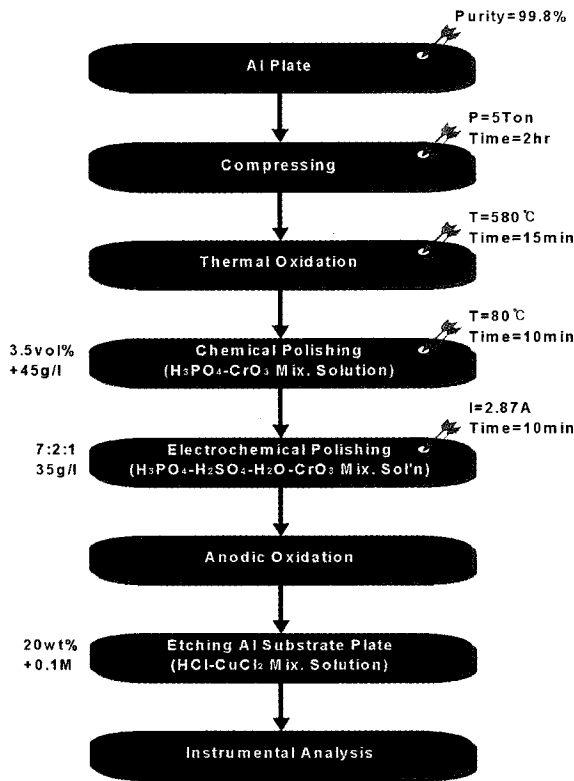 Purity=99.8%
Al Plate
P=5Ton
Time=2hr
Compressing
T=580℃
Time=15min
Thermal Oxidation
T=80℃
Time=10min
3.5vol%
+45g/l
Chemical Polishing
(H₃PO₄-CrO₃ Mix. Solution)
I=2.87A
Time=10min
7:2:1
35g/l
Electrochemical Polishing
(H₃PO₄-H₂SO₄-H₂O-CrO₃ Mix. Sol'n)
Anodic Oxidation
20wt%
+0.1M
Etching Al Substrate Plate
(HCl-CuCl₂ Mix. Solution)
Instrumental Analysis